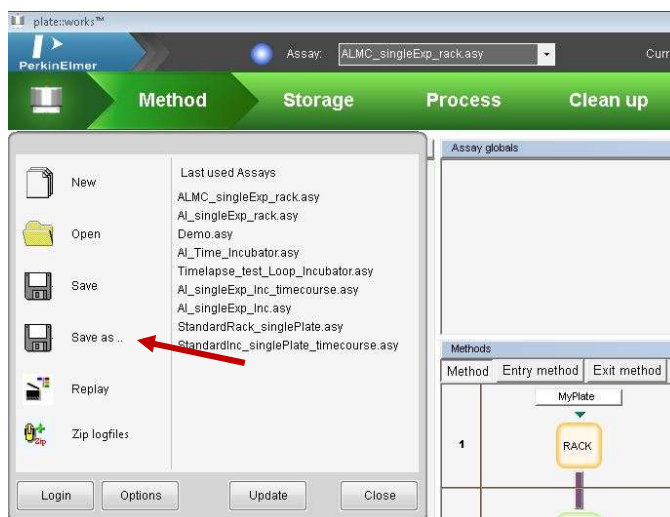 plate::works™
PerkinElmer
Assay: ALMC_singleExp_rack.asy
Curr
Method Storage Process Clean up
Last used Assays
New
Open
Save
Save as ..
Replay
Zip logfiles
ALMC_singleExp_rack.asy
AI_singleExp_rack.asy
Demo.asy
AI_Time_Incubator.asy
Timelapse_test_Loop_Incubator.asy
AI_singleExp_Inc_timecourse.asy
AI_singleExp_Inc.asy
StandardRack_singlePlate.asy
StandardInc_singlePlate_timecourse.asy
Login Options Update Close
Assay globals
Methods
Method Entry method Exit method
MyPlate
1
RACK